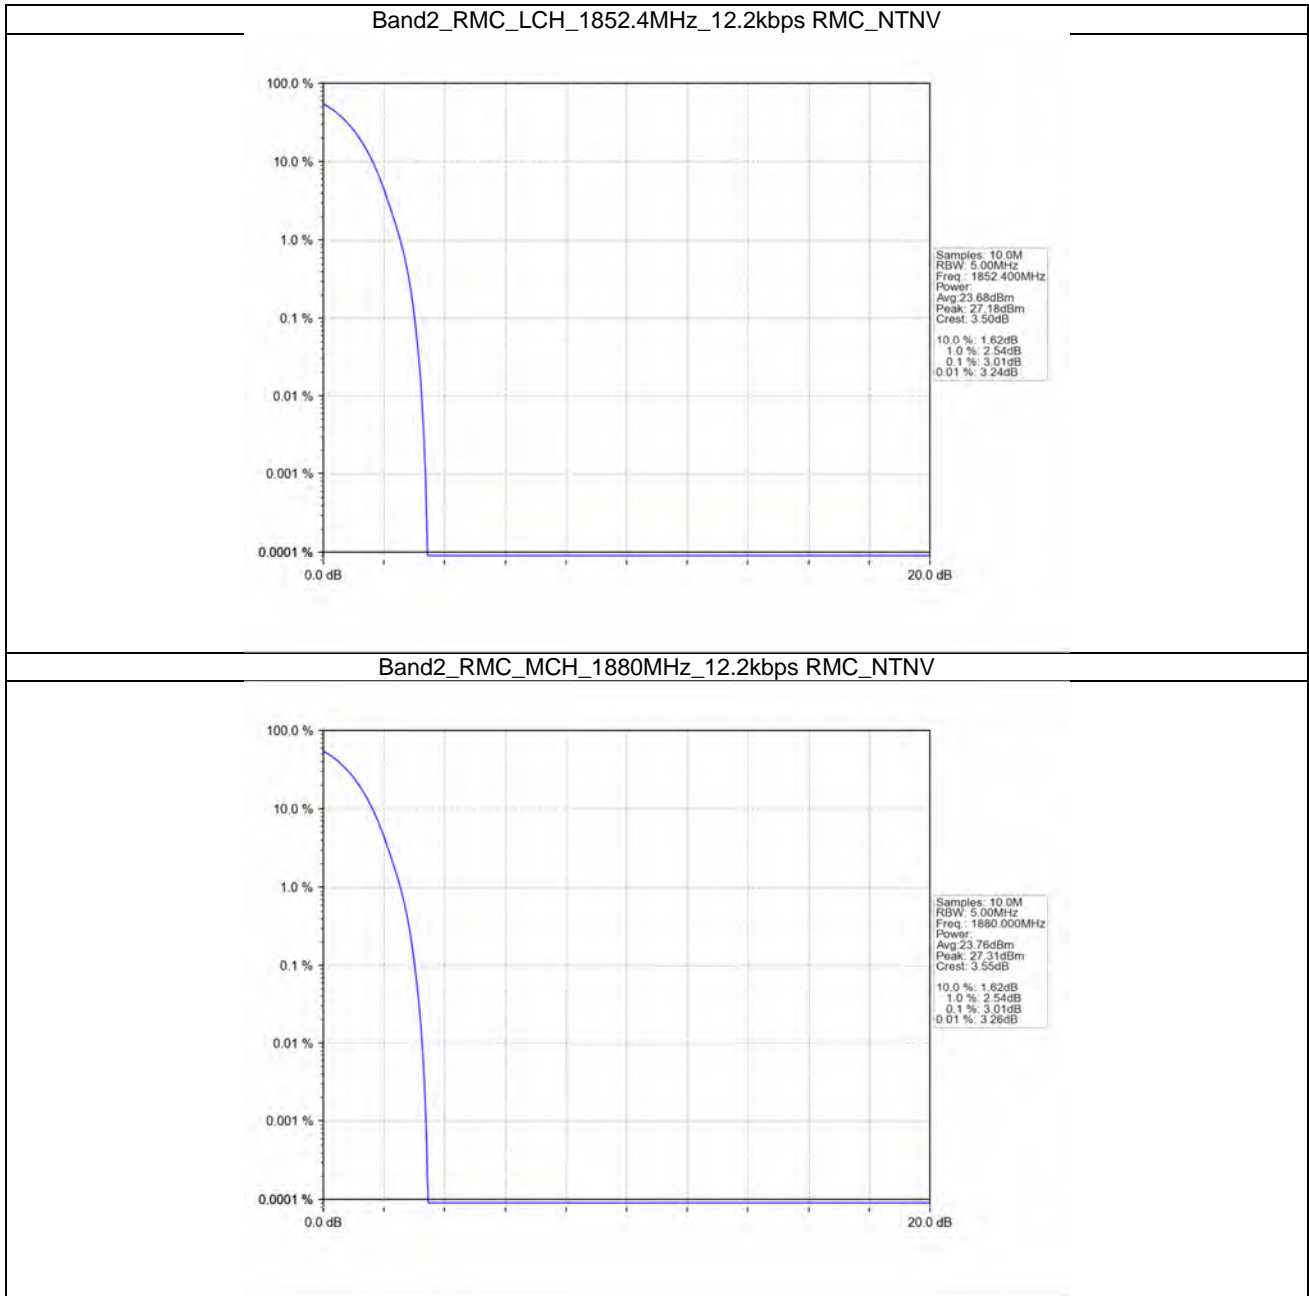 Band2_RMC_LCH_1852.4MHz_12.2kbps RMC_NTNV
100.0 %
10.0 %
1.0 %
0.1 %
0.01 %
0.001 %
0.0001 %
0.0 dB
20.0 dB
Samples: 10.0M
RBW: 5.00MHz
Freq.: 1852.400MHz
Power:
Avg:23.68dBm
Peak: 27.18dBm
Crest: 3.50dB
10.0 %: 1.62dB
1.0 %: 2.54dB
0.1 %: 3.01dB
0.01 %: 3.24dB
Band2_RMC_MCH_1880MHz_12.2kbps RMC_NTNV
100.0 %
10.0 %
1.0 %
0.1 %
0.01 %
0.001 %
0.0001 %
0.0 dB
20.0 dB
Samples: 10.0M
RBW: 5.00MHz
Freq.: 1880.000MHz
Power:
Avg:23.76dBm
Peak: 27.31dBm
Crest: 3.55dB
10.0 %: 1.62dB
1.0 %: 2.54dB
0.1 %: 3.01dB
0.01 %: 3.26dB